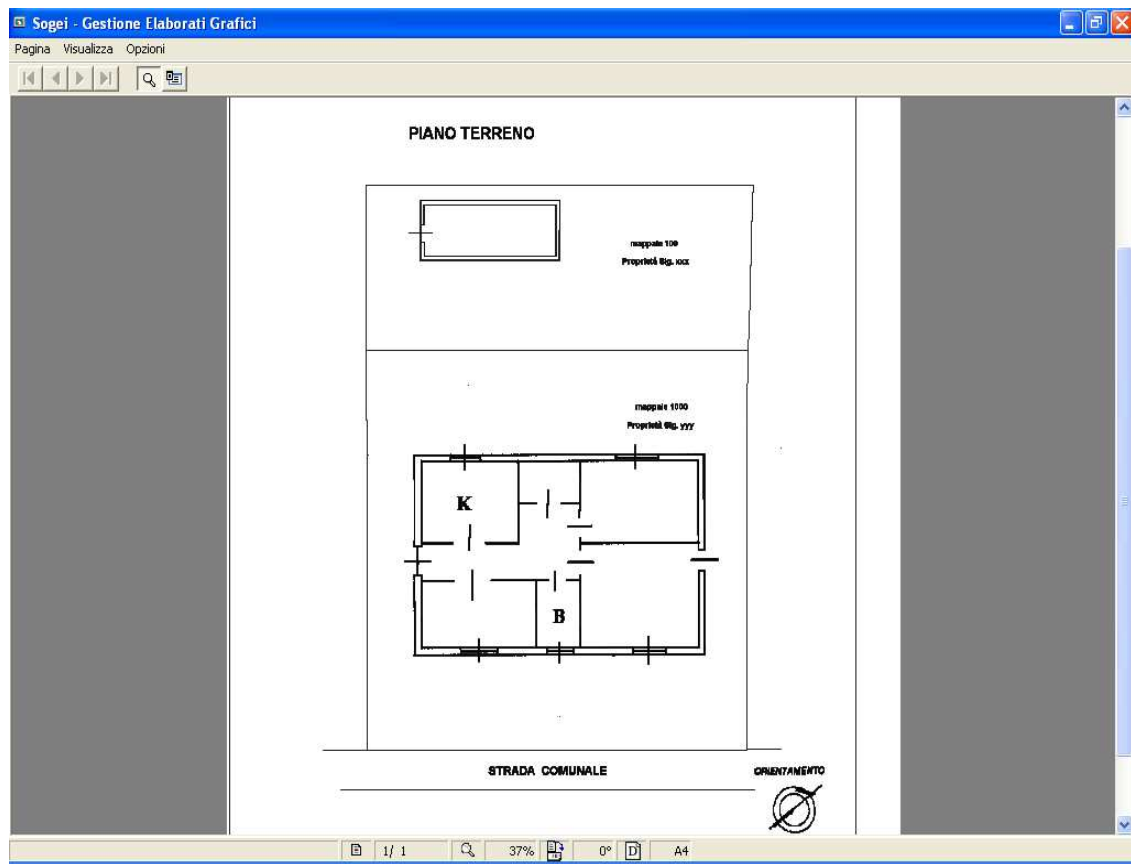 Sogei - Gestione Elaborati Grafici
Pagina Visualizza Opzioni
PIANO TERRENO
mappale 109
Proprietà Sig. xxx
mappale 1000
Proprietà Sig. yyy
K
B
STRADA COMUNALE
ORIENTAMENTO
1/ 1 37% 0° D A4